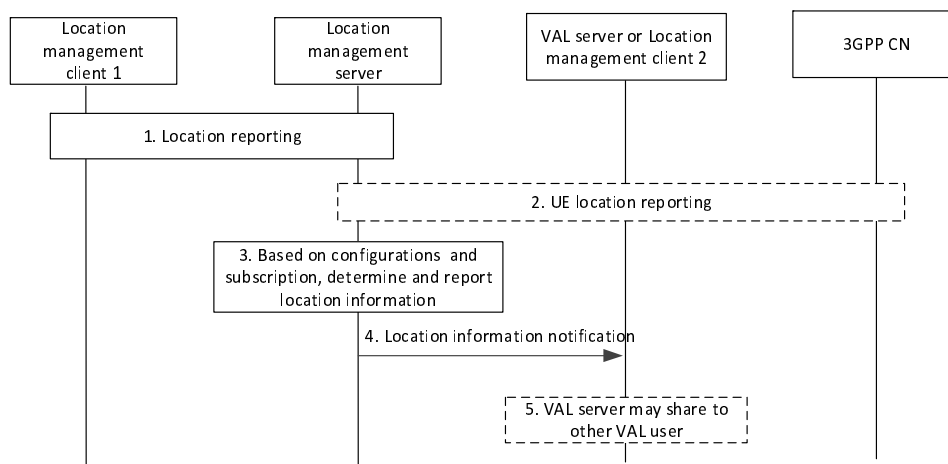 Location
management
client 1
Location
management
server
VAL server or Location
management client 2
3GPP CN
1. Location reporting
2. UE location reporting
3. Based on configurations and
subscription, determine and report
location information
4. Location information notification
5. VAL server may share to
other VAL user